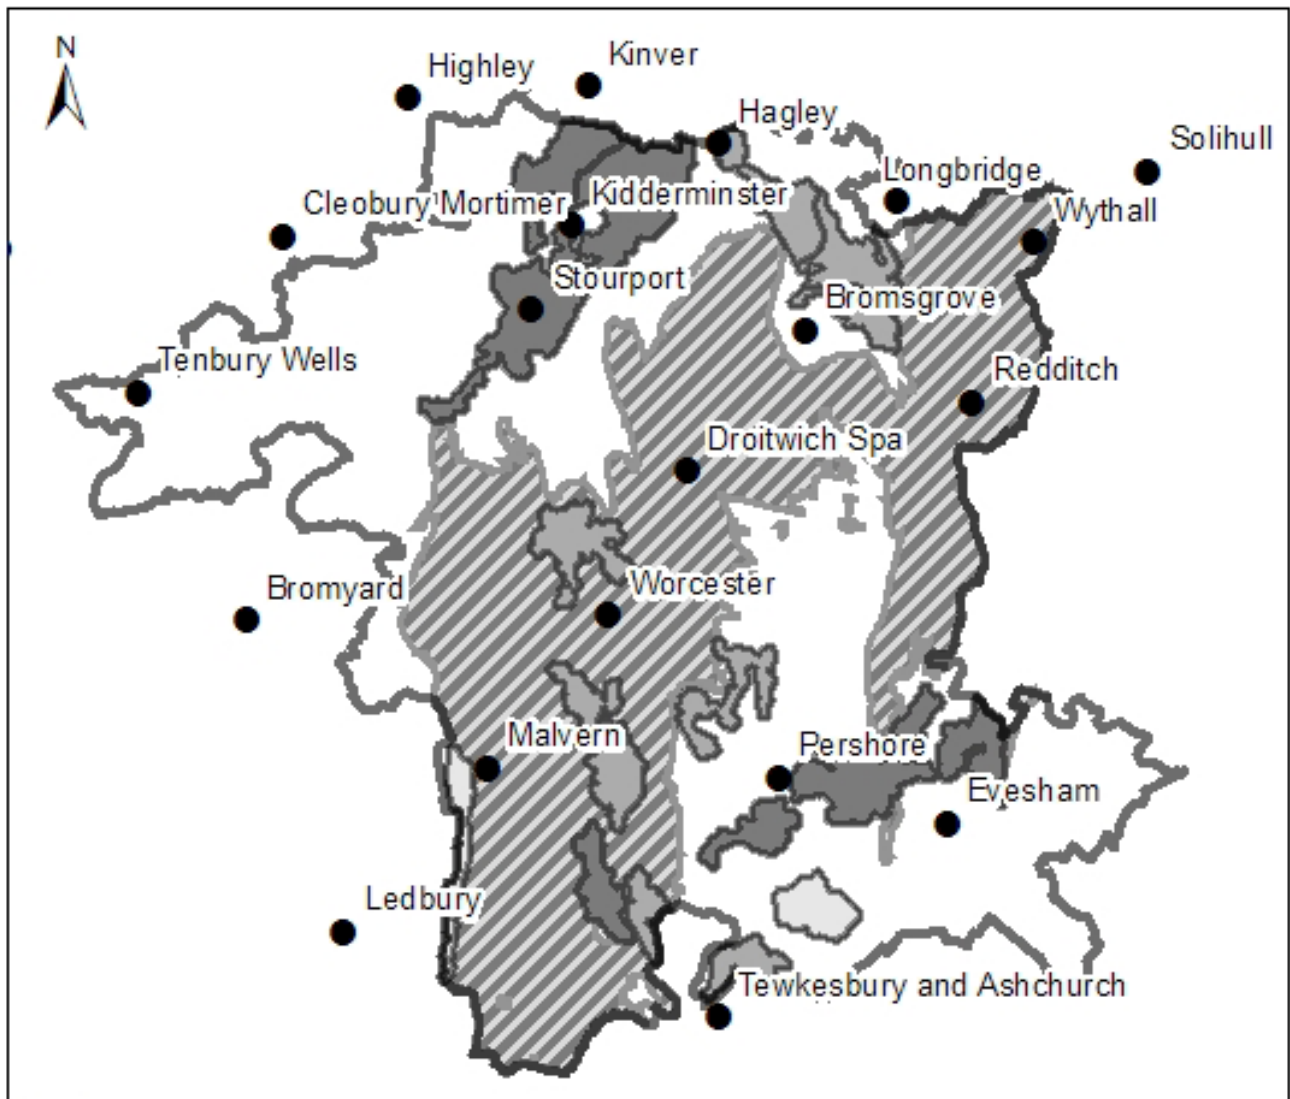 N
Highley
Kinver
Hagley
Solihull
Longbridge
Cleobury Mortimer
Kidderminster
Wythall
Stourport
Bromsgrove
Tenbury Wells
Redditch
Droitwich Spa
Bromyard
Worcester
Malvern
Pershore
Evesham
Ledbury
Tewkesbury and Ashchurch